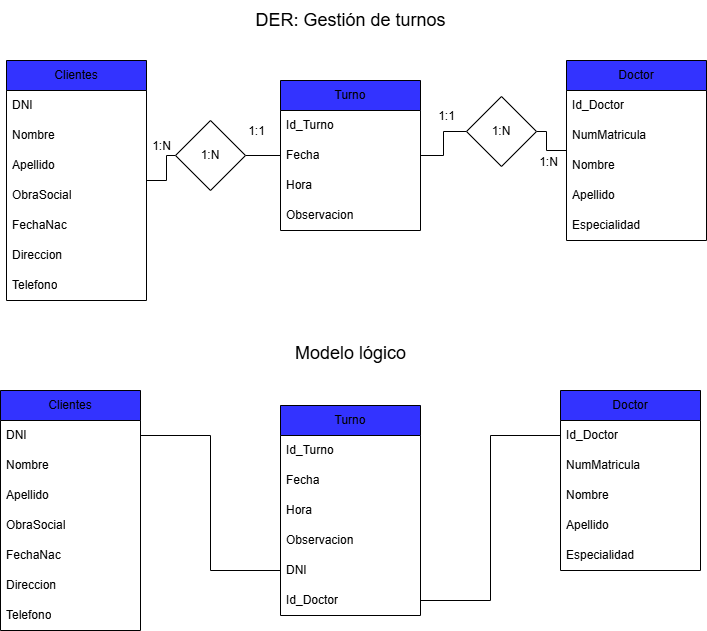 DER: Gestión de turnos
Clientes
DNI
Nombre
Apellido
ObraSocial
FechaNac
Direccion
Telefono
1:N
1:N
1:1
Turno
Id_Turno
Fecha
Hora
Observacion
1:1
1:N
1:N
Doctor
Id_Doctor
NumMatricula
Nombre
Apellido
Especialidad
Modelo lógico
Clientes
DNI
Nombre
Apellido
ObraSocial
FechaNac
Direccion
Telefono
Turno
Id_Turno
Fecha
Hora
Observacion
DNI
Id_Doctor
Doctor
Id_Doctor
NumMatricula
Nombre
Apellido
Especialidad